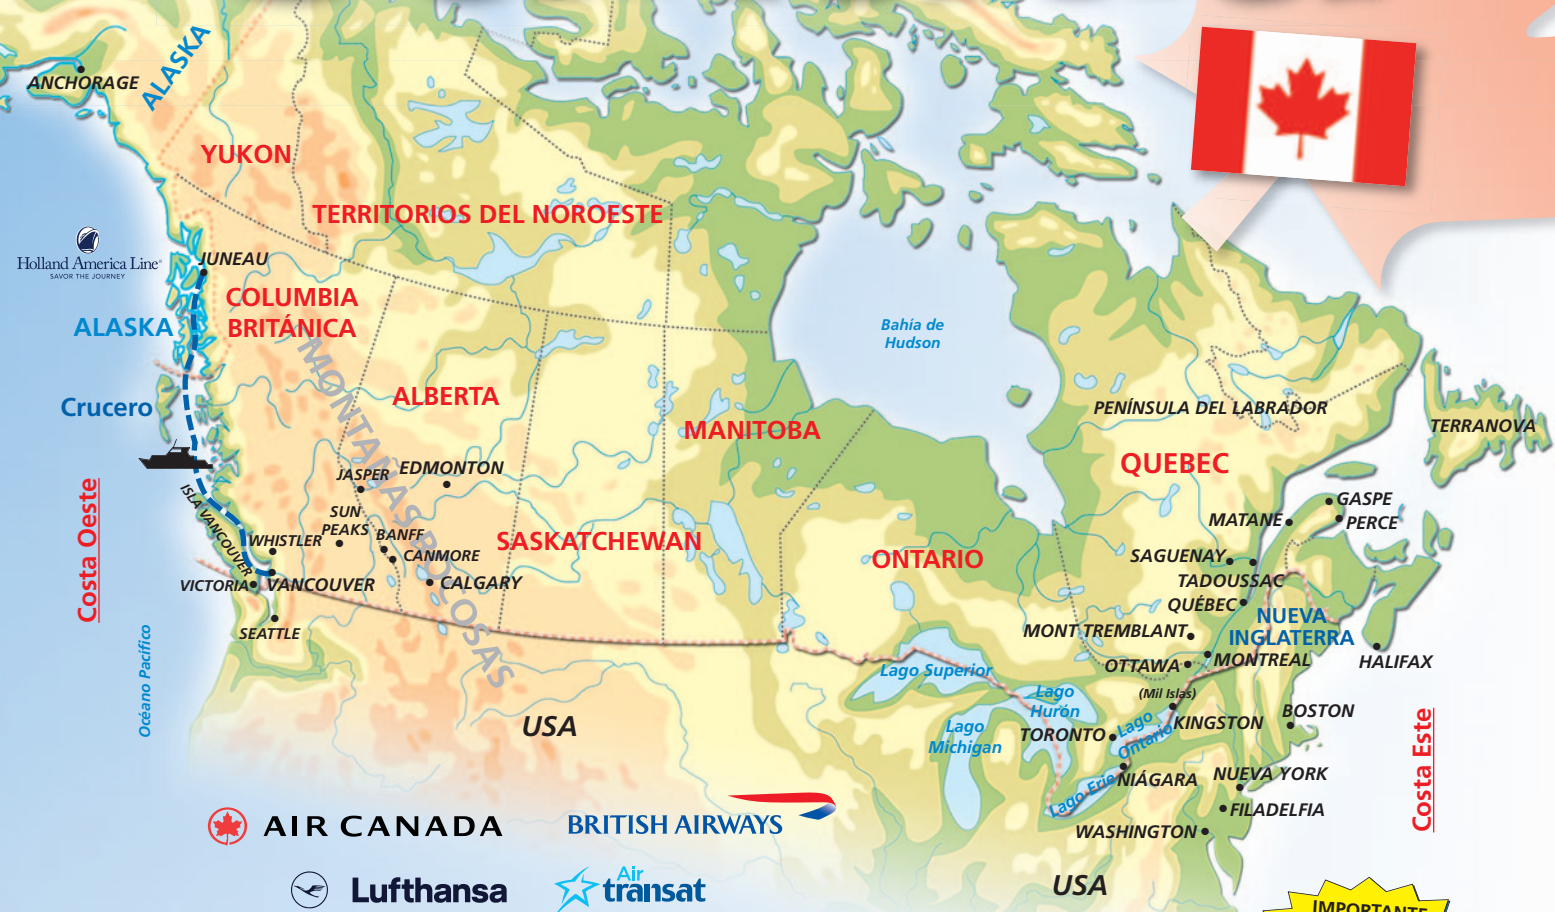 ANCHORAGE
ALASKA
YUKON
TERRITORIOS DEL NOROESTE
Holland America Line®
SAVOR THE JOURNEY
JUNEAU
COLUMBIA
BRITÁNICA
ALASKA
Bahía de
Hudson
MONTAÑAS ROCOSAS
ALBERTA
Crucero
MANITOBA
PENÍNSULA DEL LABRADOR
TERRANOVA
QUEBEC
JASPER
EDMONTON
Costa Oeste
ISLA VANCOUVER
SUN
PEAKS
BANFF
WHISTLER
CANMORE
SASKATCHEWAN
ONTARIO
GASPE
MATANE
PERCE
SAGUENAY
TADOUSSAC
VICTORIA
VANCOUVER
CALGARY
QUÉBEC
NUEVA
INGLATERRA
SEATTLE
MONT TREMBLANT
OTTAWA
MONTREAL
HALIFAX
Océano Pacífico
Lago Superior
(Mil Islas)
Lago
Hurón
USA
Lago
Michigan
TORONTO
Lago
Ontario
KINGSTON
BOSTON
Costa Este
Lago Erie
NIÁGARA
NUEVA YORK
FILADELFIA
WASHINGTON
AIR CANADA
BRITISH AIRWAYS
Lufthansa
Air
transat
USA
IMPORTANTE